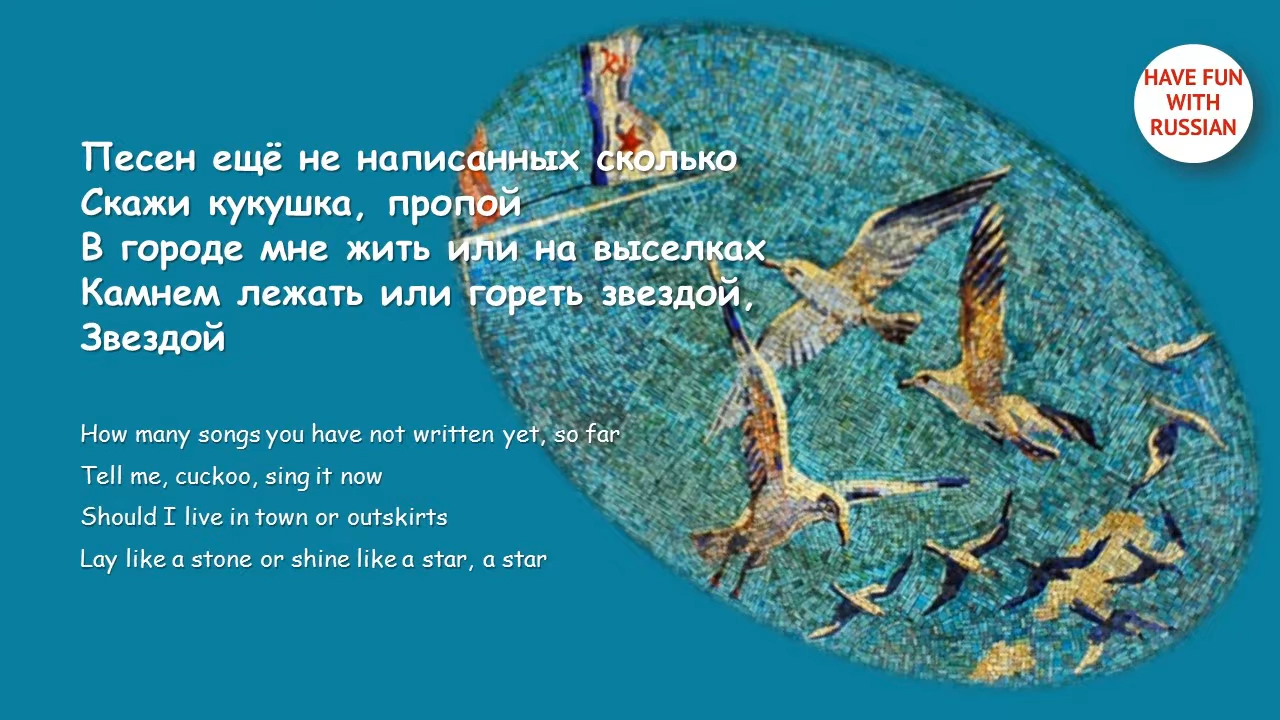 Песен ещё не написанных сколько
Скажи кукушка, пропой
В городе мне жить или на выселках
Камнем лежать или гореть звездой,
Звездой
How many songs you have not written yet, so far
Tell me, cuckoo, sing it now
Should I live in town or outskirts
Lay like a stone or shine like a star, a star
HAVE FUN
WITH
RUSSIAN